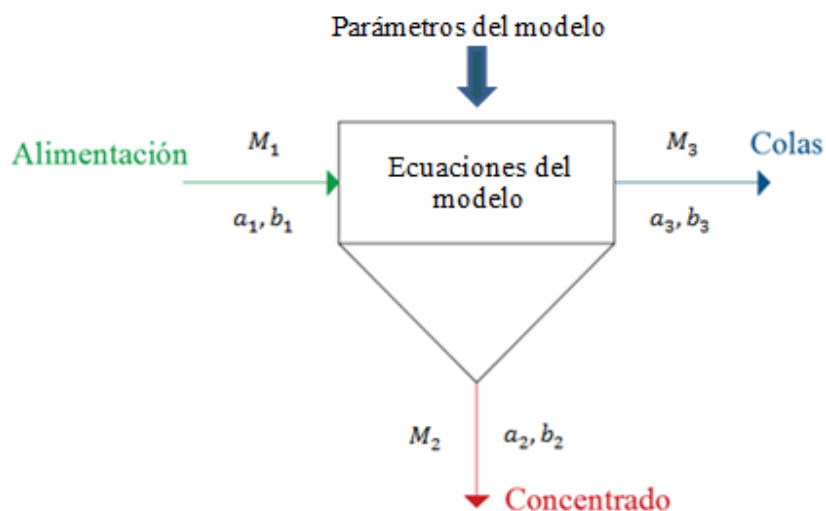 Parámetros del modelo
Alimentación
M₁
a₁, b₁
Ecuaciones del
modelo
M₃
Colas
a₃, b₃
M₂
a₂, b₂
Concentrado